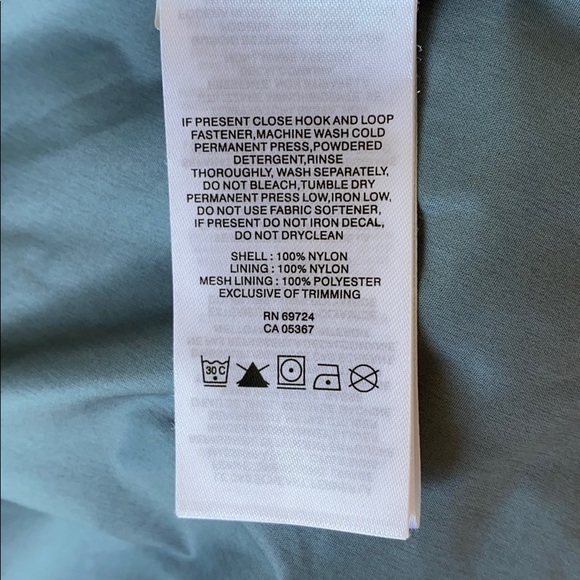 IF PRESENT CLOSE HOOK AND LOOP
FASTENER,MACHINE WASH COLD
PERMANENT PRESS,POWDERED
DETERGENT,RINSE
THOROUGHLY, WASH SEPARATELY,
DO NOT BLEACH,TUMBLE DRY
PERMANENT PRESS LOW,IRON LOW,
DO NOT USE FABRIC SOFTENER,
IF PRESENT DO NOT IRON DECAL,
DO NOT DRYCLEAN
SHELL : 100% NYLON
LINING : 100% NYLON
MESH LINING : 100% POLYESTER
EXCLUSIVE OF TRIMMING
RN 69724
CA 05367
30 C